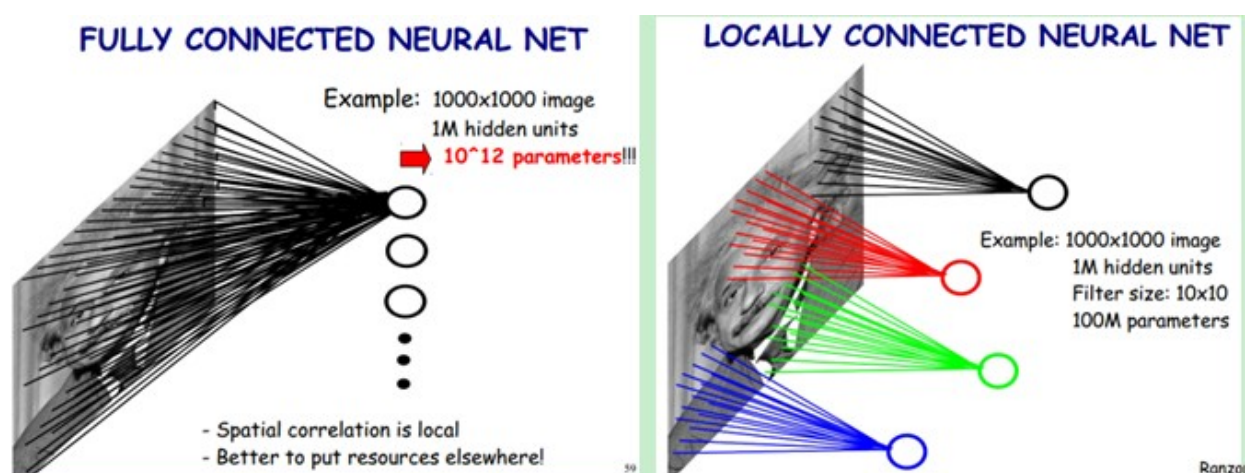 FULLY CONNECTED NEURAL NET
Example: 1000x1000 image
1M hidden units
10^12 parameters!!!
- Spatial correlation is local
- Better to put resources elsewhere!
59
LOCALLY CONNECTED NEURAL NET
Example: 1000x1000 image
1M hidden units
Filter size: 10x10
100M parameters
Ranza